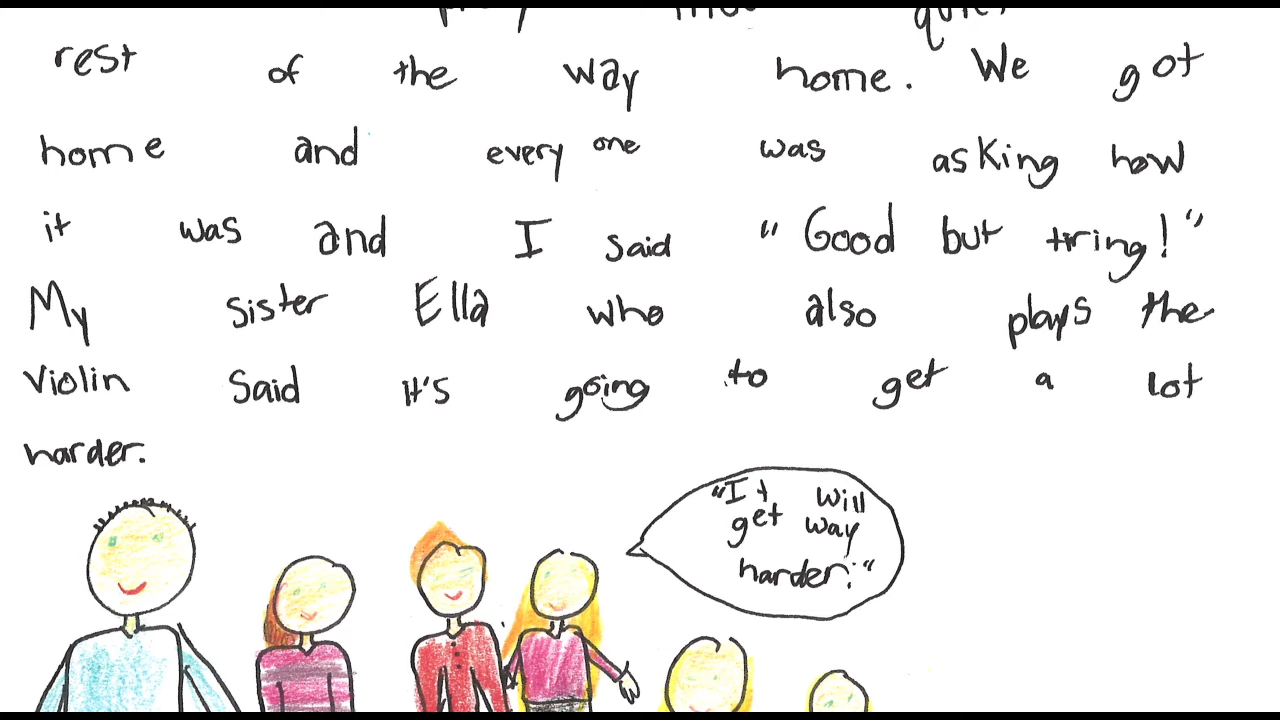 rest of the way home. We got
home and every one was asking how
it was and I said "Good but tiring!"
My sister Ella who also plays the
violin said it's going to get a lot
harder.
"It will
get way
harder."